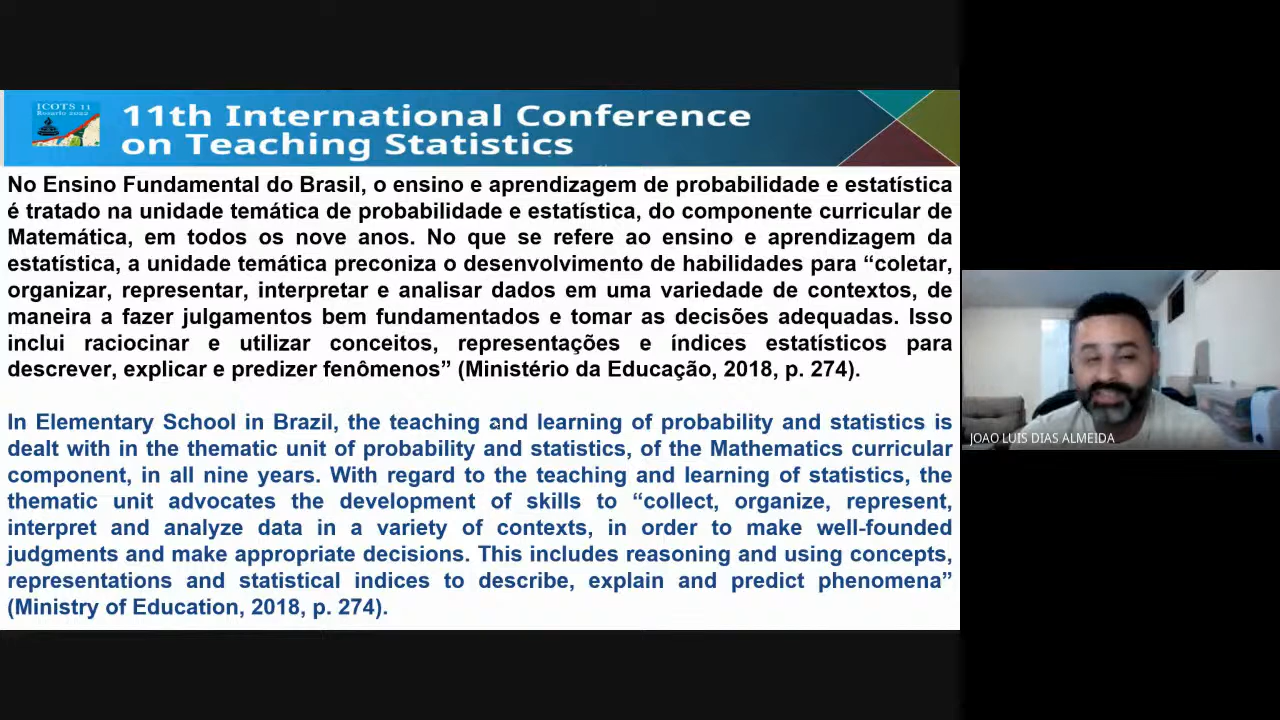 ICOTS 11
Rosario 2022
11th International Conference
on Teaching Statistics
No Ensino Fundamental do Brasil, o ensino e aprendizagem de probabilidade e estatística
é tratado na unidade temática de probabilidade e estatística, do componente curricular de
Matemática, em todos os nove anos. No que se refere ao ensino e aprendizagem da
estatística, a unidade temática preconiza o desenvolvimento de habilidades para “coletar,
organizar, representar, interpretar e analisar dados em uma variedade de contextos, de
maneira a fazer julgamentos bem fundamentados e tomar as decisões adequadas. Isso
inclui raciocinar e utilizar conceitos, representações e índices estatísticos para
descrever, explicar e predizer fenômenos” (Ministério da Educação, 2018, p. 274).
In Elementary School in Brazil, the teaching and learning of probability and statistics is
dealt with in the thematic unit of probability and statistics, of the Mathematics curricular
component, in all nine years. With regard to the teaching and learning of statistics, the
thematic unit advocates the development of skills to “collect, organize, represent,
interpret and analyze data in a variety of contexts, in order to make well-founded
judgments and make appropriate decisions. This includes reasoning and using concepts,
representations and statistical indices to describe, explain and predict phenomena”
(Ministry of Education, 2018, p. 274).
JOAO LUIS DIAS ALMEIDA